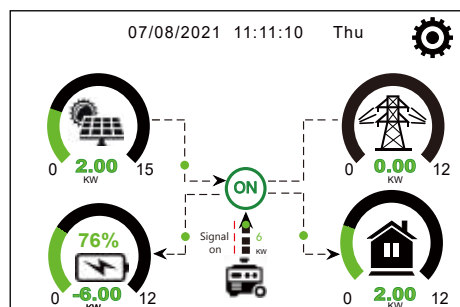 07/08/2021 11:11:10 Thu
2.00
0 15
KW
0.00
0 12
KW
ON
76%
-6.00
0 12
KW
Signal
on
6
KW
2.00
0 12
KW